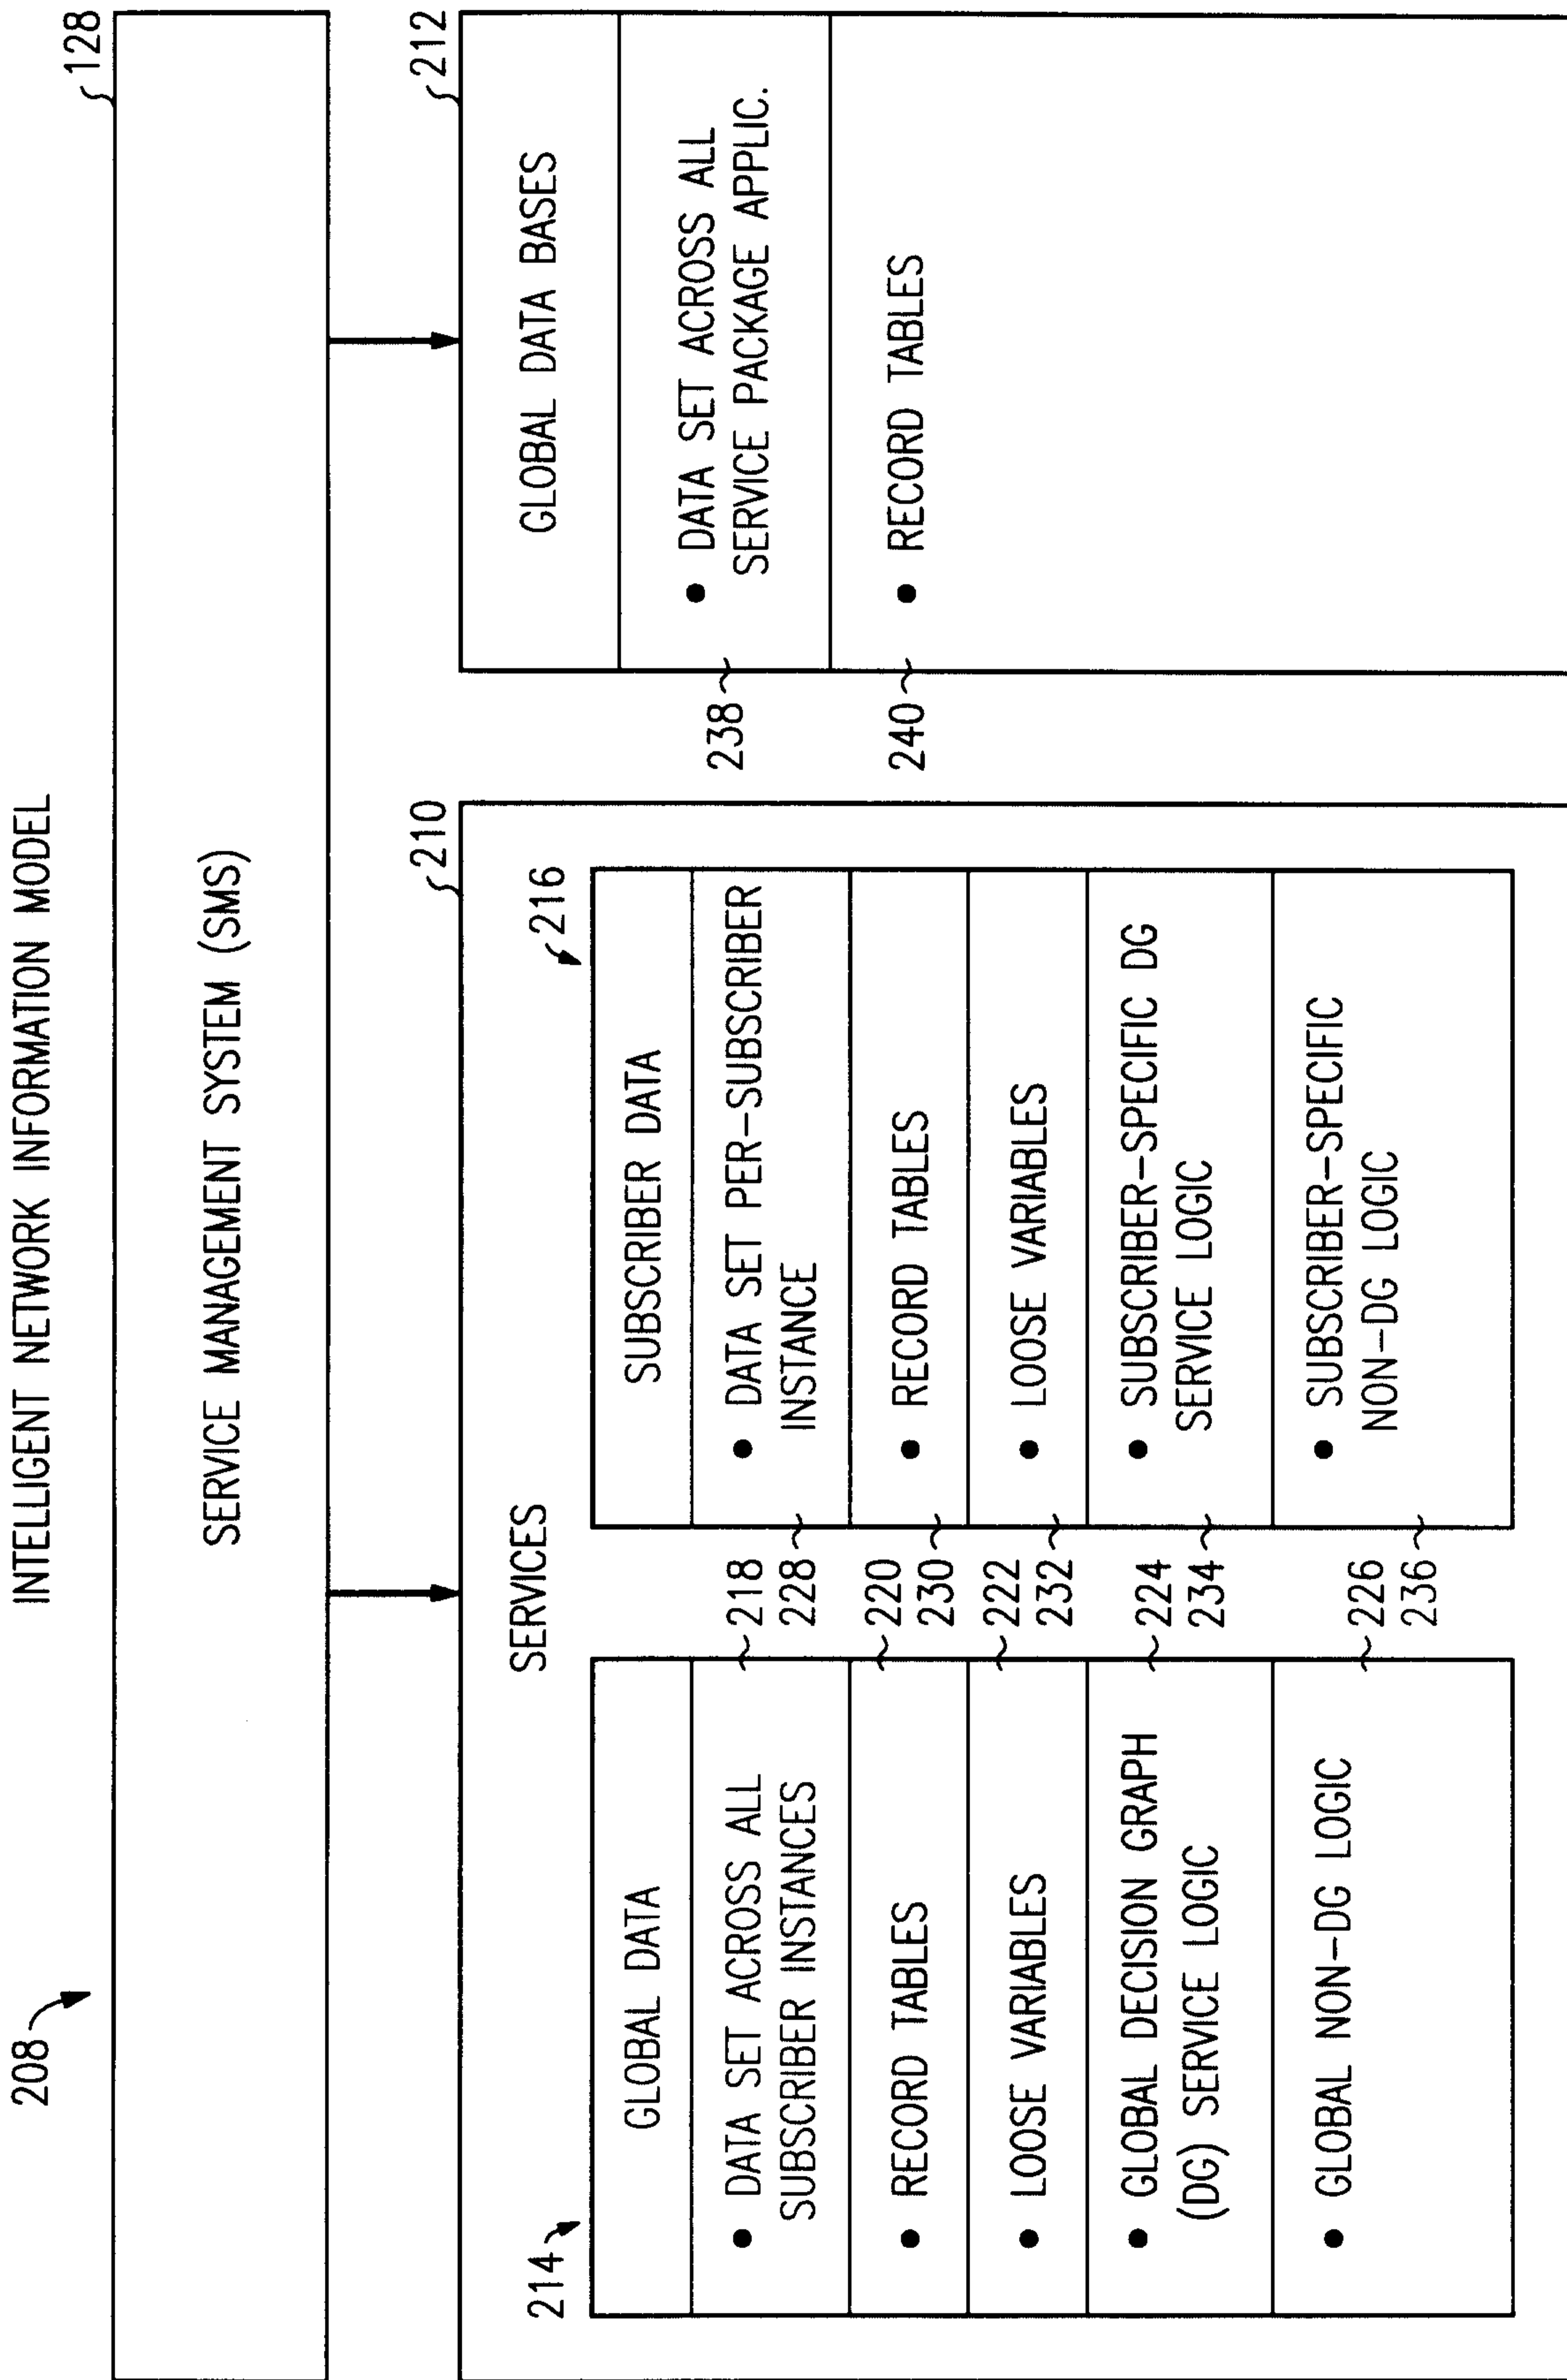 INTELLIGENT NETWORK INFORMATION MODEL
208
128
SERVICE MANAGEMENT SYSTEM (SMS)
210
SERVICES
214
GLOBAL DATA
• DATA SET ACROSS ALL
SUBSCRIBER INSTANCES
218
• RECORD TABLES
220
• LOOSE VARIABLES
222
• GLOBAL DECISION GRAPH
(DG) SERVICE LOGIC
224
• GLOBAL NON-DG LOGIC
226
216
SUBSCRIBER DATA
• DATA SET PER-SUBSCRIBER
INSTANCE
228
• RECORD TABLES
230
• LOOSE VARIABLES
232
• SUBSCRIBER-SPECIFIC DG
SERVICE LOGIC
234
• SUBSCRIBER-SPECIFIC
NON-DG LOGIC
236
212
GLOBAL DATA BASES
238
• DATA SET ACROSS ALL
SERVICE PACKAGE APPLIC.
240
• RECORD TABLES